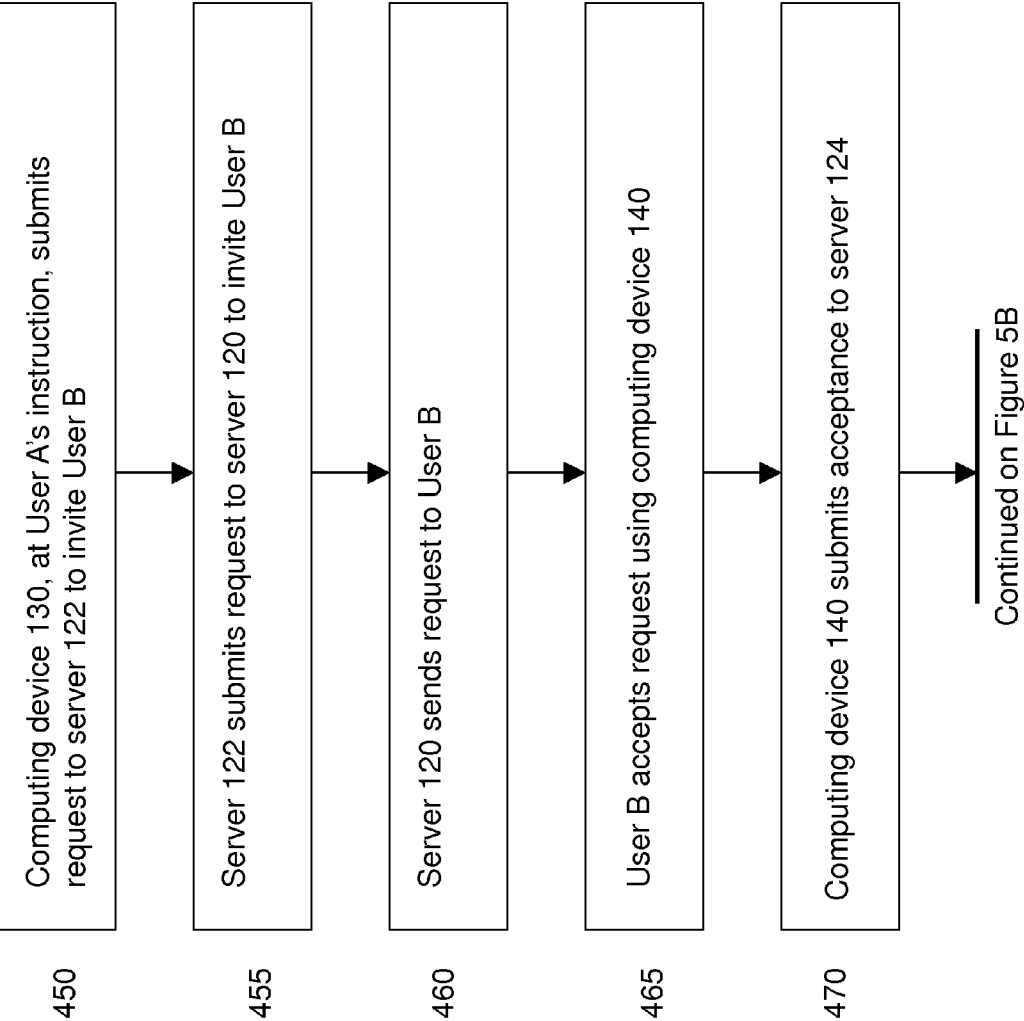 450
Computing device 130, at User A's instruction, submits
request to server 122 to invite User B
455
Server 122 submits request to server 120 to invite User B
460
Server 120 sends request to User B
465
User B accepts request using computing device 140
470
Computing device 140 submits acceptance to server 124
Continued on Figure 5B